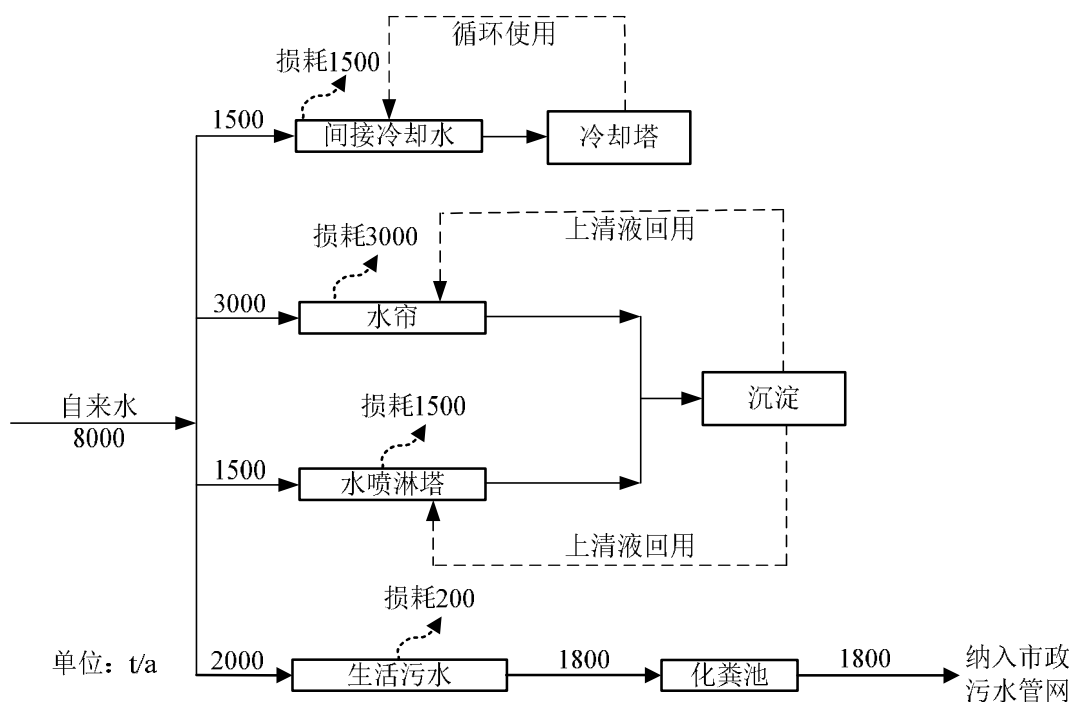 循环使用
损耗1500
1500
间接冷却水
冷却塔
上清液回用
损耗3000
3000
水帘
沉淀
自来水
8000
损耗1500
1500
水喷淋塔
上清液回用
损耗200
单位：t/a
2000
生活污水
1800
化粪池
1800
纳入市政
污水管网